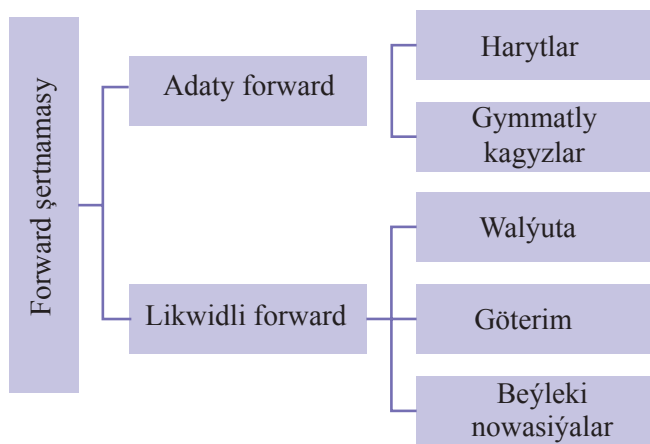 Forward şertnamasy
Adaty forward
Harytlar
Gymmatly
kagyzlar
Likwidli forward
Walýuta
Göterim
Beýleki
nowasiýalar